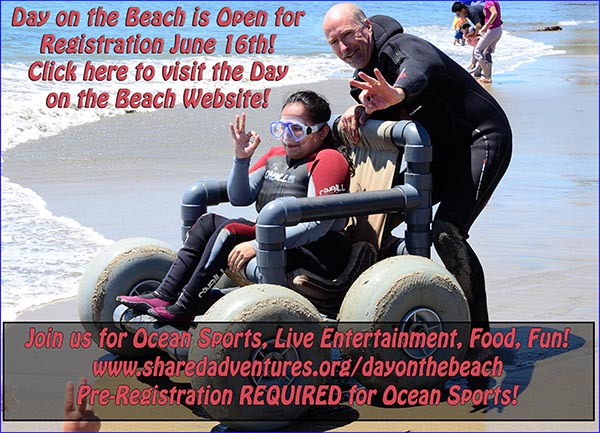 Day on the Beach is Open for
Registration June 16th!
Click here to visit the Day
on the Beach Website!
O'NEILL
Join us for Ocean Sports, Live Entertainment, Food, Fun!
www.sharedadventures.org/dayonthebeach
Pre-Registration REQUIRED for Ocean Sports!